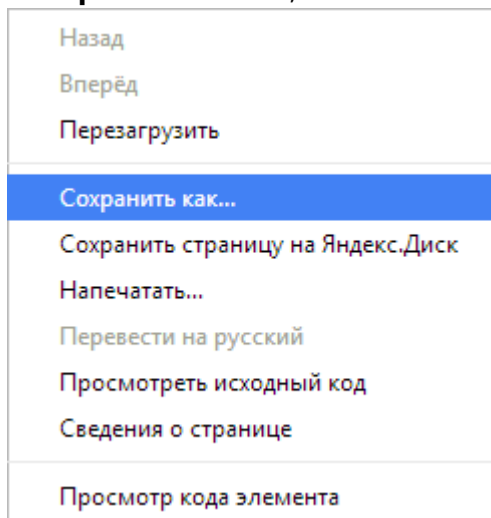 Назад
Вперёд
Перезагрузить
Сохранить как...
Сохранить страницу на Яндекс.Диск
Напечатать...
Перевести на русский
Просмотреть исходный код
Сведения о странице
Просмотр кода элемента